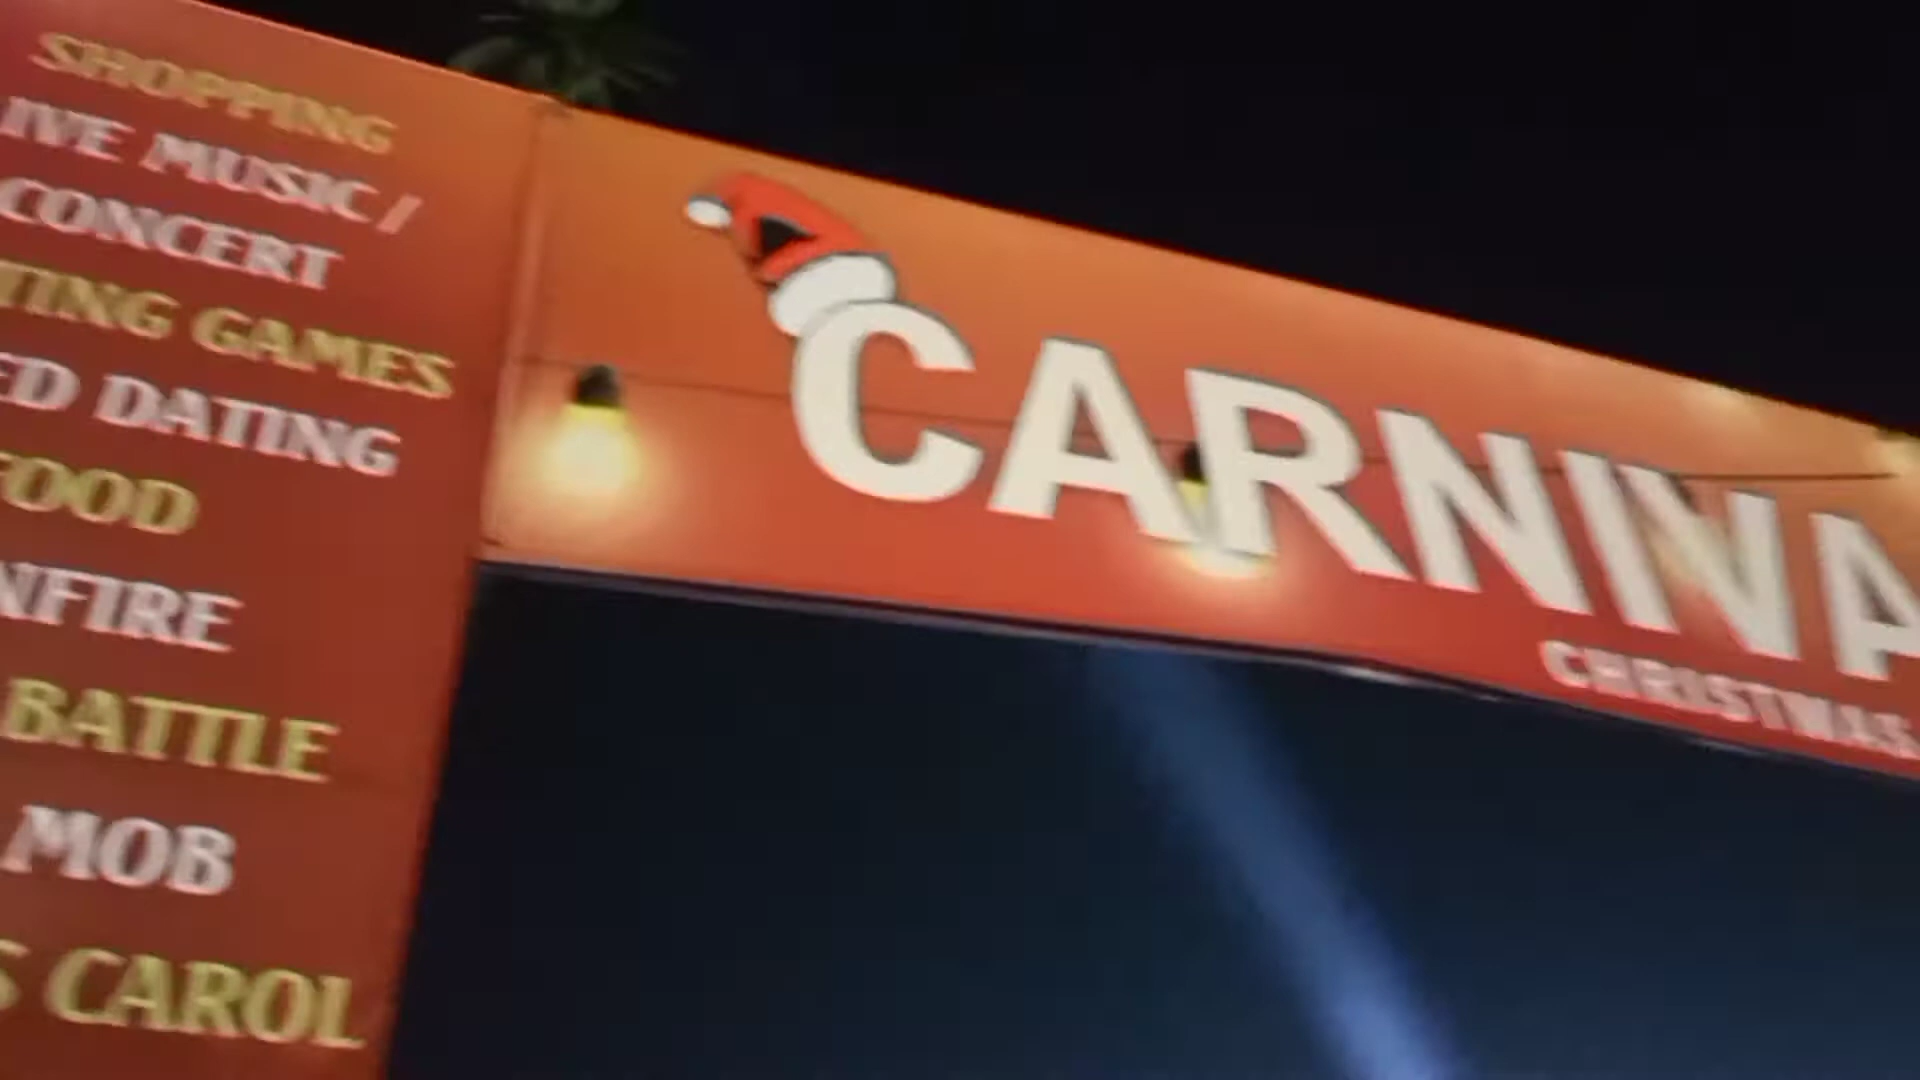 SHOPPING
IVE MUSIC /
CONCERT
TING GAMES
ED DATING
FOOD
NFIRE
BATTLE
MOB
S CAROL
CARNIVA
CHRISTMAS